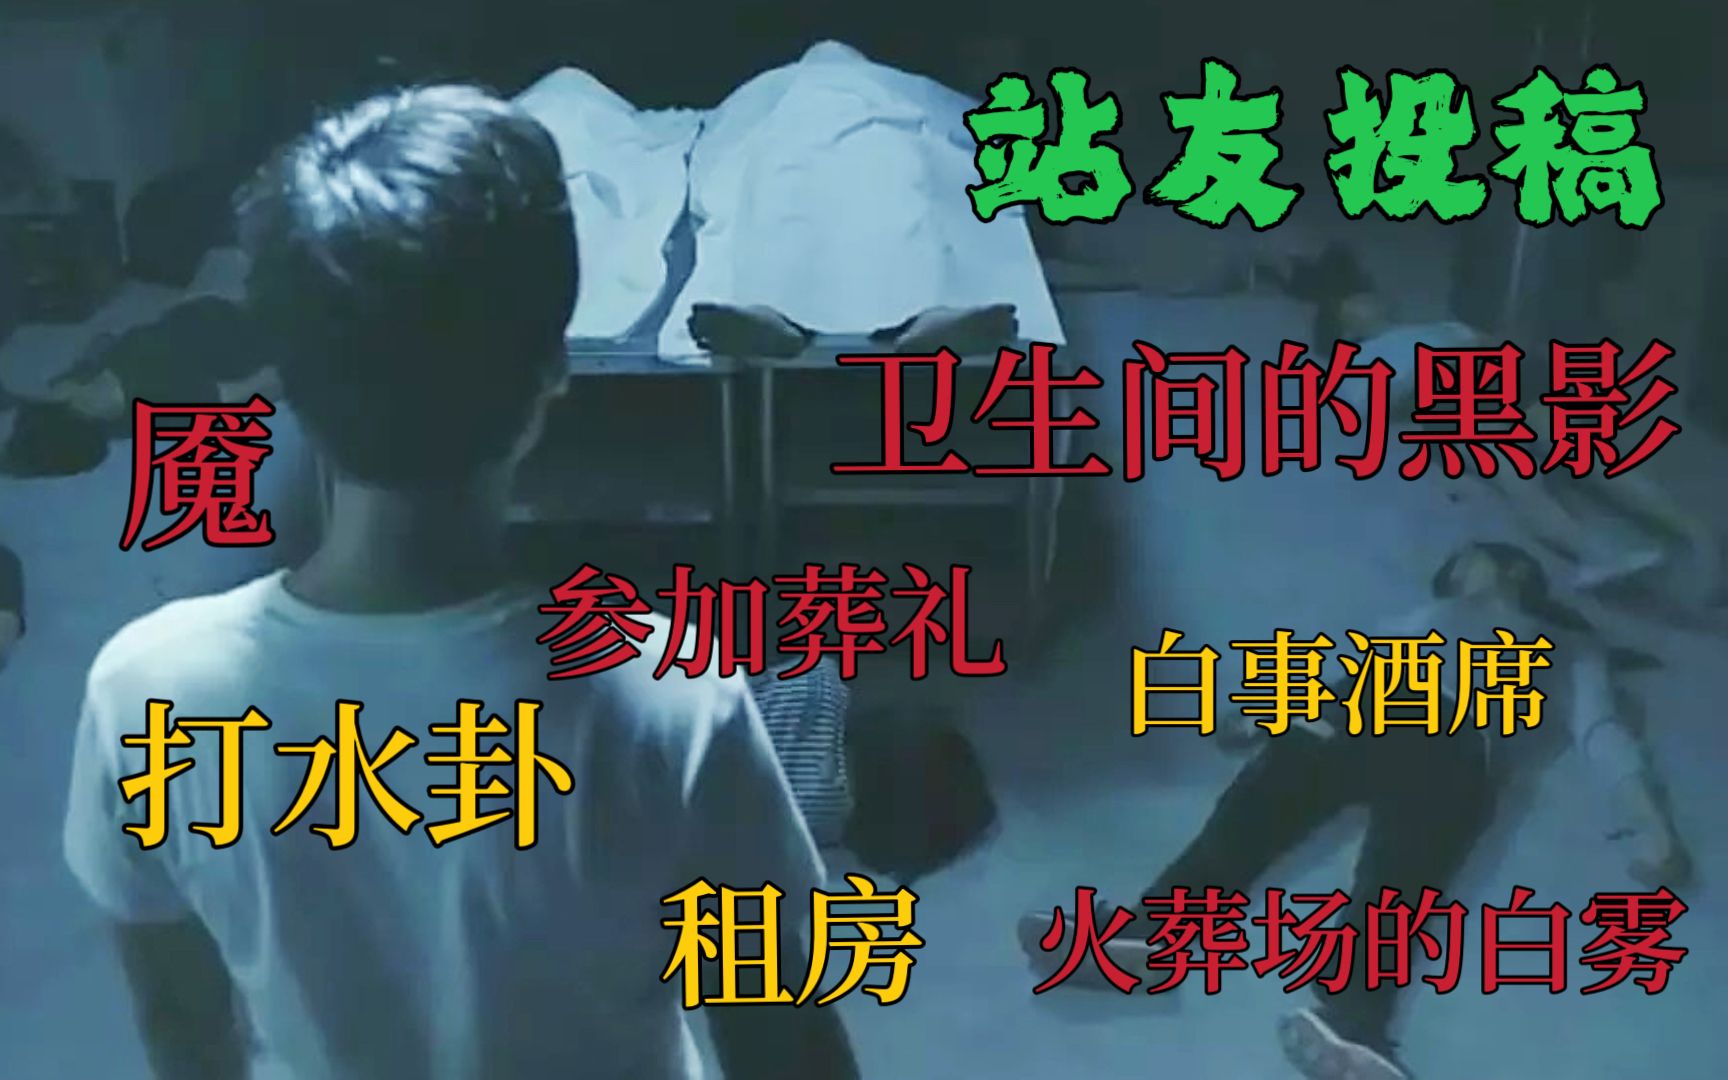 站友投稿
卫生间的黑影
魇
参加葬礼
白事酒席
打水卦
租房
火葬场的白雾